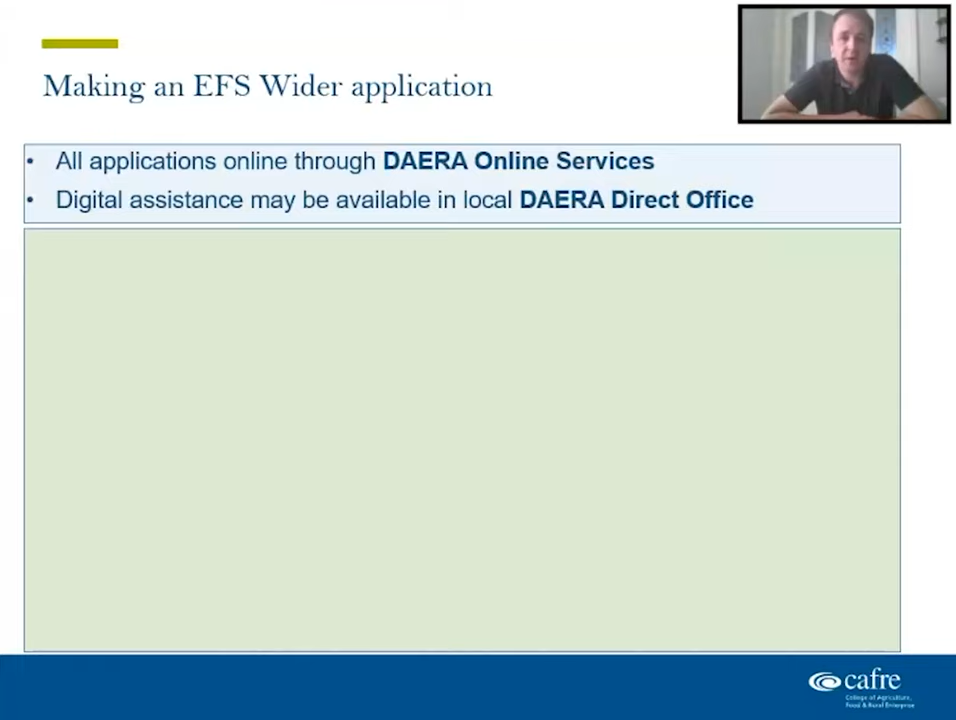 Making an EFS Wider application
• All applications online through DAERA Online Services
• Digital assistance may be available in local DAERA Direct Office
cafre
College of Agriculture,
Food & Rural Enterprise